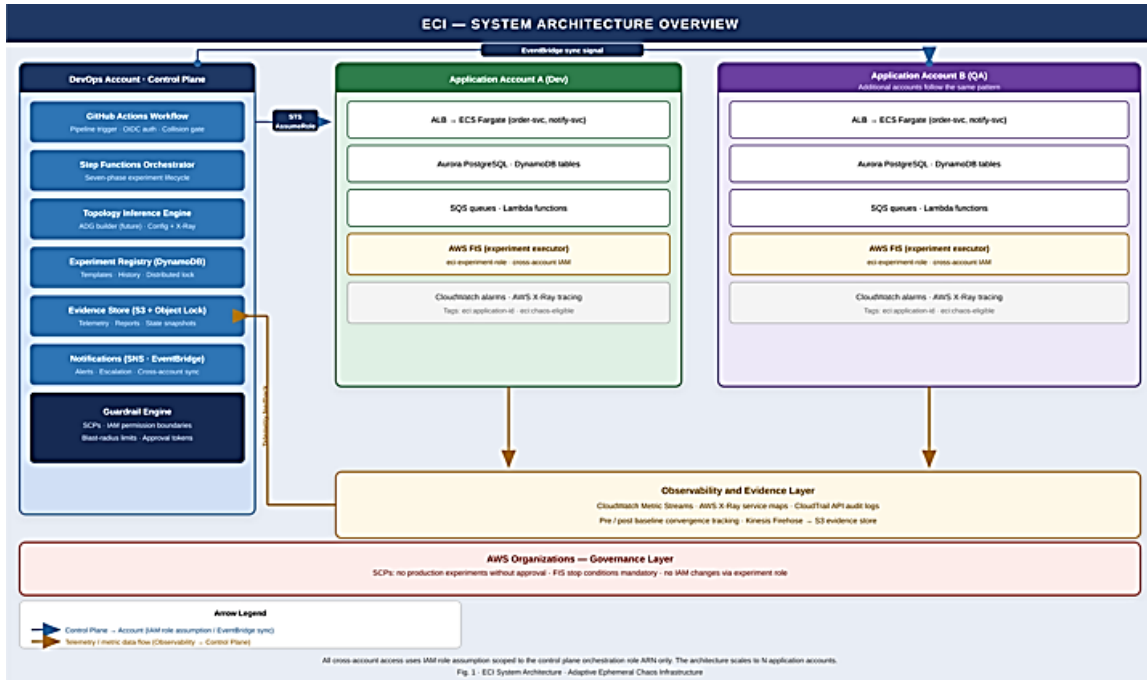 ECI — SYSTEM ARCHITECTURE OVERVIEW
EventBridge sync signal
DevOps Account · Control Plane
GitHub Actions Workflow
Pipeline trigger · OIDC auth · Collision gate
Step Functions Orchestrator
Seven-phase experiment lifecycle
Topology Inference Engine
ADG builder (future) · Config + X-Ray
Experiment Registry (DynamoDB)
Templates · History · Distributed lock
Evidence Store (S3 + Object Lock)
Telemetry · Reports · State snapshots
Notifications (SNS · EventBridge)
Alerts · Escalation · Cross-account sync
Guardrail Engine
SCPs · IAM permission boundaries
Blast-radius limits · Approval tokens
STS
AssumeRole
Application Account A (Dev)
ALB → ECS Fargate (order-svc, notify-svc)
Aurora PostgreSQL · DynamoDB tables
SQS queues · Lambda functions
AWS FIS (experiment executor)
eci-experiment-role · cross-account IAM
CloudWatch alarms · AWS X-Ray tracing
Tags: eci:application-id · eci:chaos-eligible
Application Account B (QA)
Additional accounts follow the same pattern
ALB → ECS Fargate (order-svc, notify-svc)
Aurora PostgreSQL · DynamoDB tables
SQS queues · Lambda functions
AWS FIS (experiment executor)
eci-experiment-role · cross-account IAM
CloudWatch alarms · AWS X-Ray tracing
Tags: eci:application-id · eci:chaos-eligible
Observability and Evidence Layer
CloudWatch Metric Streams · AWS X-Ray service maps · CloudTrail API audit logs
Pre / post baseline convergence tracking · Kinesis Firehose → S3 evidence store
AWS Organizations — Governance Layer
SCPs: no production experiments without approval · FIS stop conditions mandatory · no IAM changes via experiment role
Arrow Legend
Control Plane → Account (IAM role assumption / EventBridge sync)
Telemetry / metric data flow (Observability → Control Plane)
All cross-account access uses IAM role assumption scoped to the control plane orchestration role ARN only. The architecture scales to N application accounts.
Fig. 1 · ECI System Architecture · Adaptive Ephemeral Chaos Infrastructure